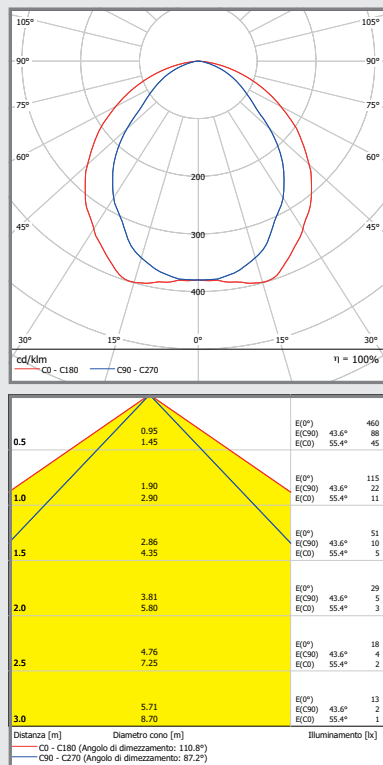 105° 105°
90° 90°
75° 75°
60° 60°
45° 45°
200
300
400
30° 15° 0° 15° 30°
cd/klm η = 100%
C0 - C180 C90 - C270
0.5 0.95 1.45
E(0°) 460
E(C90) 43.6° 88
E(C0) 55.4° 45
1.0 1.90 2.90
E(0°) 115
E(C90) 43.6° 22
E(C0) 55.4° 11
1.5 2.86 4.35
E(0°) 51
E(C90) 43.6° 10
E(C0) 55.4° 5
2.0 3.81 5.80
E(0°) 29
E(C90) 43.6° 5
E(C0) 55.4° 3
2.5 4.76 7.25
E(0°) 18
E(C90) 43.6° 4
E(C0) 55.4° 2
3.0 5.71 8.70
E(0°) 13
E(C90) 43.6° 2
E(C0) 55.4° 1
Distanza [m] Diametro cono [m] Illuminamento [lx]
C0 - C180 (Angolo di dimezzamento: 110.8°)
C90 - C270 (Angolo di dimezzamento: 87.2°)